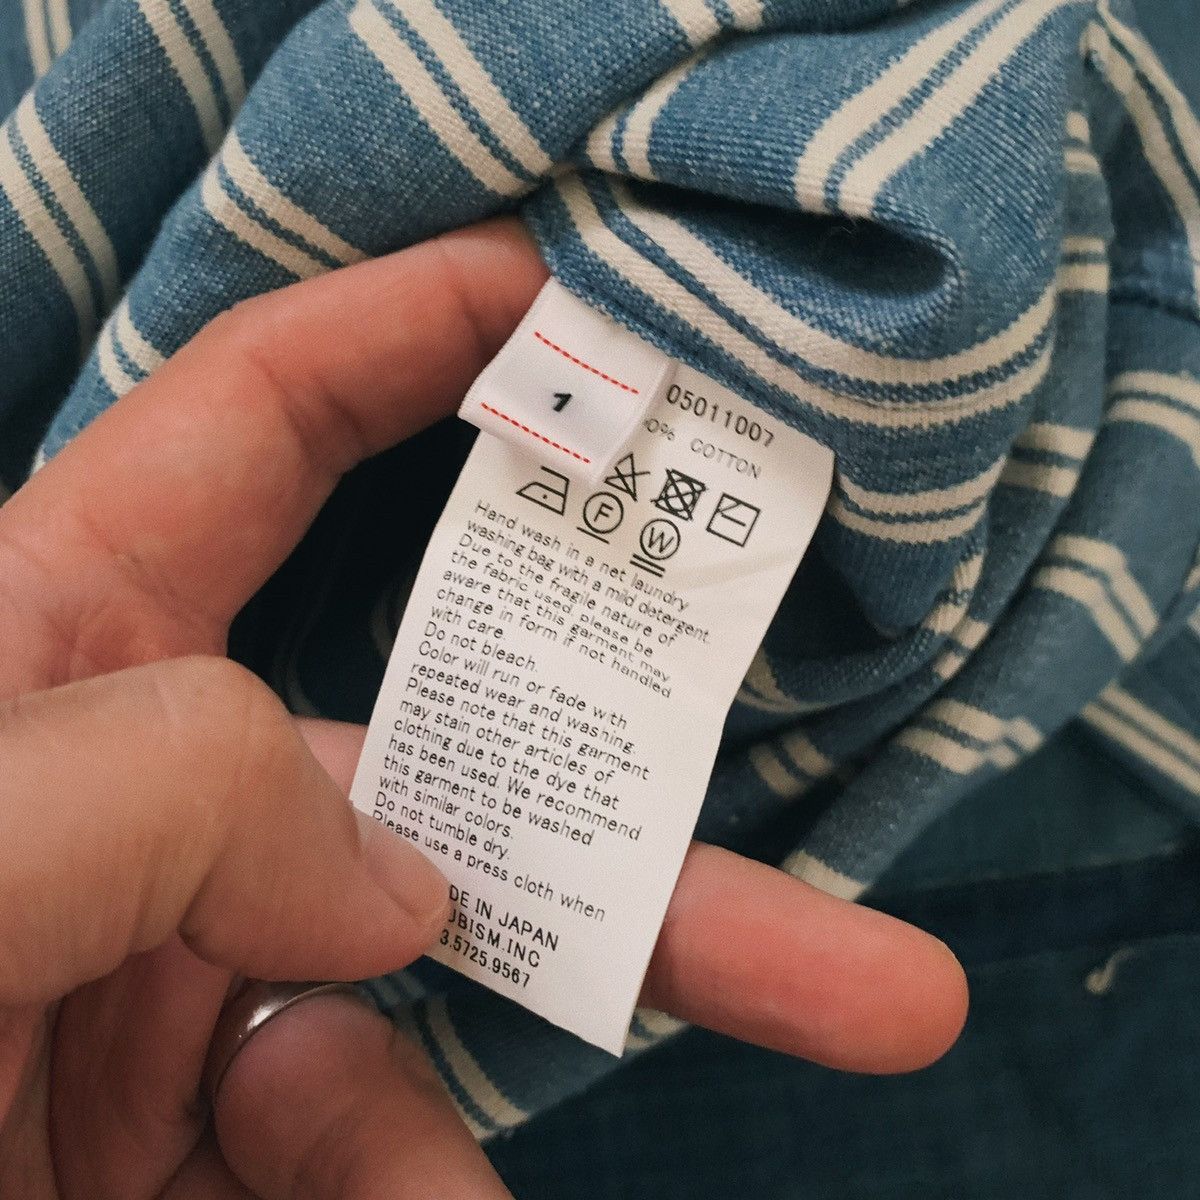 1
05011007
COTTON
F
W
Hand wash in a net laundry
washing bag with a mild detergent
Due to the fragile nature of
the fabric used, please be
aware that this garment may
change in form if not handled
with care.
Do not bleach.
Color will run or fade with
repeated wear and washing.
Please note that this garment
may stain other articles of
clothing due to the dye that
has been used. We recommend
this garment to be washed
with similar colors.
Do not tumble dry.
Please use a press cloth when
DE IN JAPAN
UBISM.INC
3.5725.9567